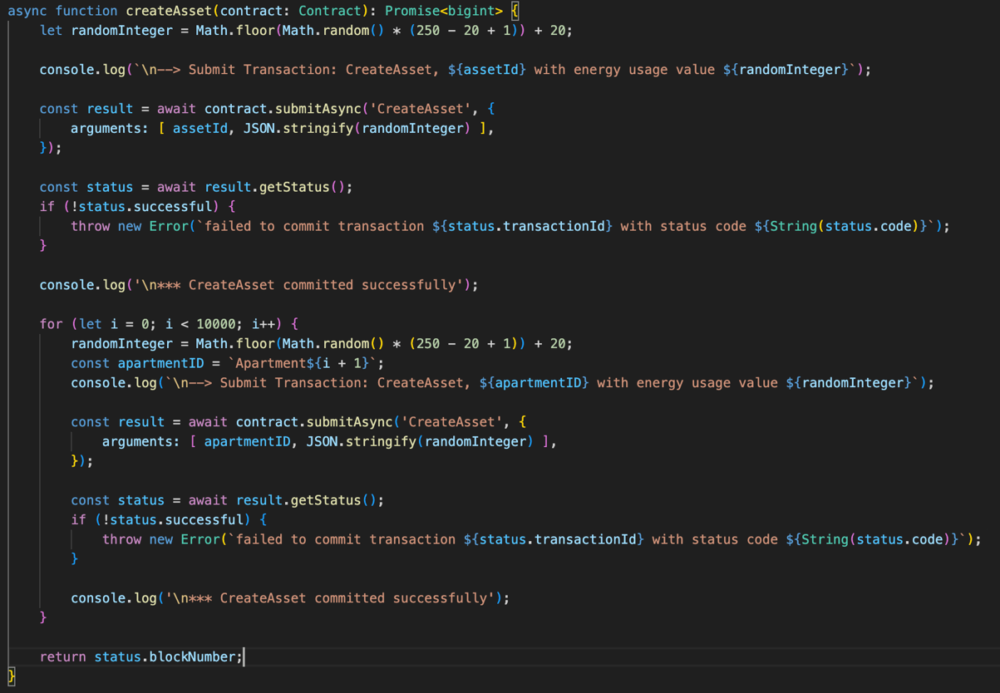 async function createAsset(contract: Contract): Promise<bigint> {
    let randomInteger = Math.floor(Math.random() * (250 - 20 + 1)) + 20;
    console.log(`\n--> Submit Transaction: CreateAsset, ${assetId} with energy usage value ${randomInteger}`);
    const result = await contract.submitAsync('CreateAsset', {
        arguments: [ assetId, JSON.stringify(randomInteger) ],
    });
    const status = await result.getStatus();
    if (!status.successful) {
        throw new Error(`failed to commit transaction ${status.transactionId} with status code ${String(status.code)}`);
    }
    console.log('\n*** CreateAsset committed successfully');
    for (let i = 0; i < 10000; i++) {
        randomInteger = Math.floor(Math.random() * (250 - 20 + 1)) + 20;
        const apartmentID = `Apartment${i + 1}`;
        console.log(`\n--> Submit Transaction: CreateAsset, ${apartmentID} with energy usage value ${randomInteger}`);
        const result = await contract.submitAsync('CreateAsset', {
            arguments: [ apartmentID, JSON.stringify(randomInteger) ],
        });
        const status = await result.getStatus();
        if (!status.successful) {
            throw new Error(`failed to commit transaction ${status.transactionId} with status code ${String(status.code)}`);
        }
        console.log('\n*** CreateAsset committed successfully');
    }
    return status.blockNumber;
}